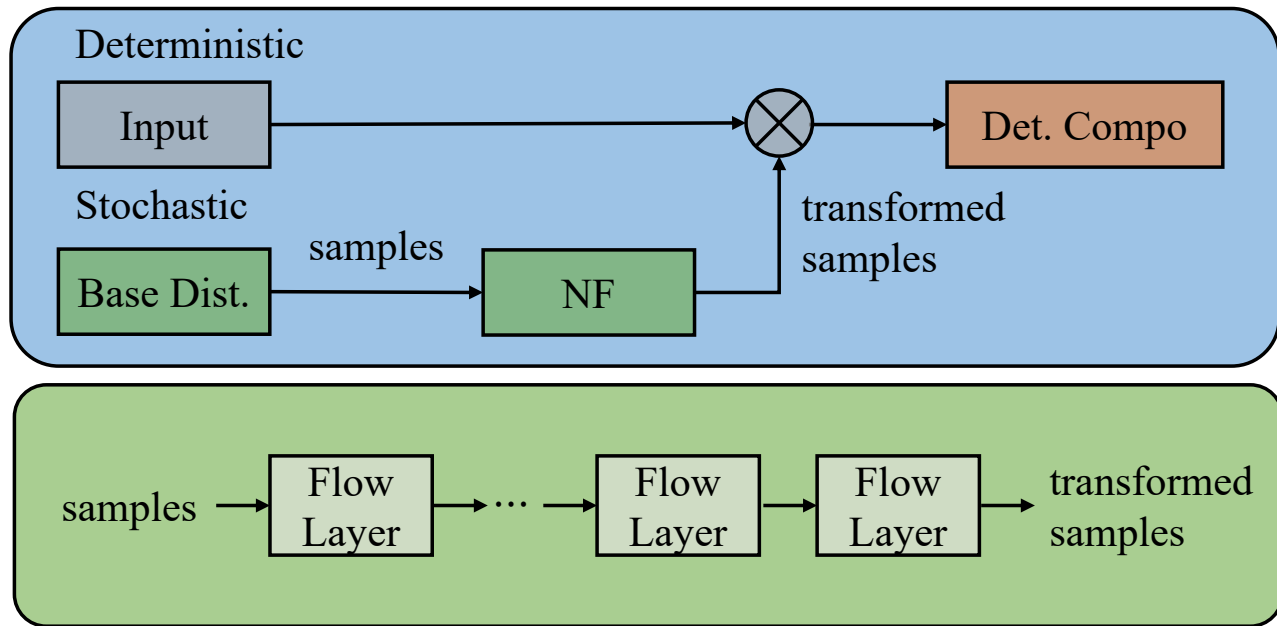 Deterministic
Input
Det. Compo
Stochastic
transformed
samples
samples
Base Dist.
NF
samples
Flow
Layer
...
Flow
Layer
Flow
Layer
transformed
samples